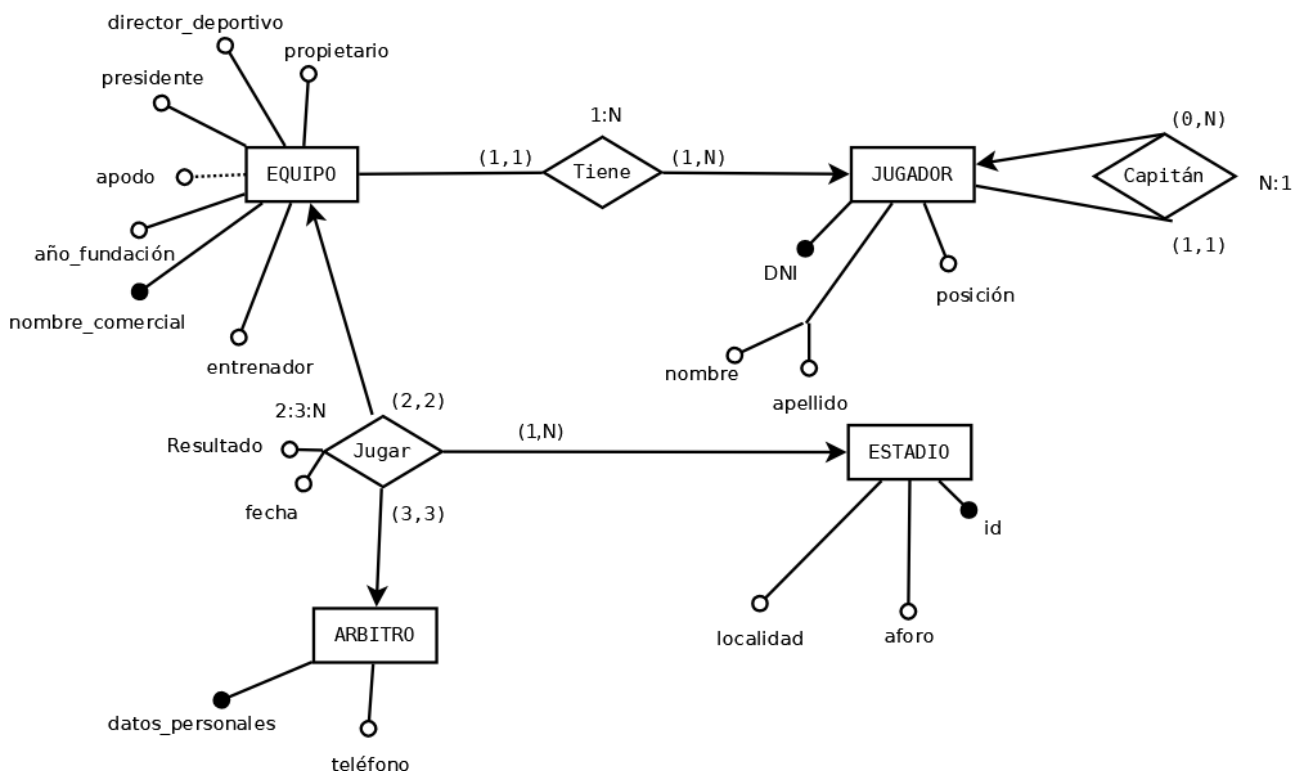 director_deportivo
propietario
presidente
1:N
(0,N)
(1,1)
(1,N)
apodo
EQUIPO
Tiene
JUGADOR
Capitán
N:1
año_fundación
(1,1)
DNI
posición
nombre_comercial
entrenador
nombre
apellido
2:3:N
(2,2)
(1,N)
Resultado
Jugar
ESTADIO
fecha
(3,3)
id
ARBITRO
localidad
aforo
datos_personales
teléfono